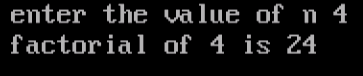 enter the value of n 4
factorial of 4 is 24